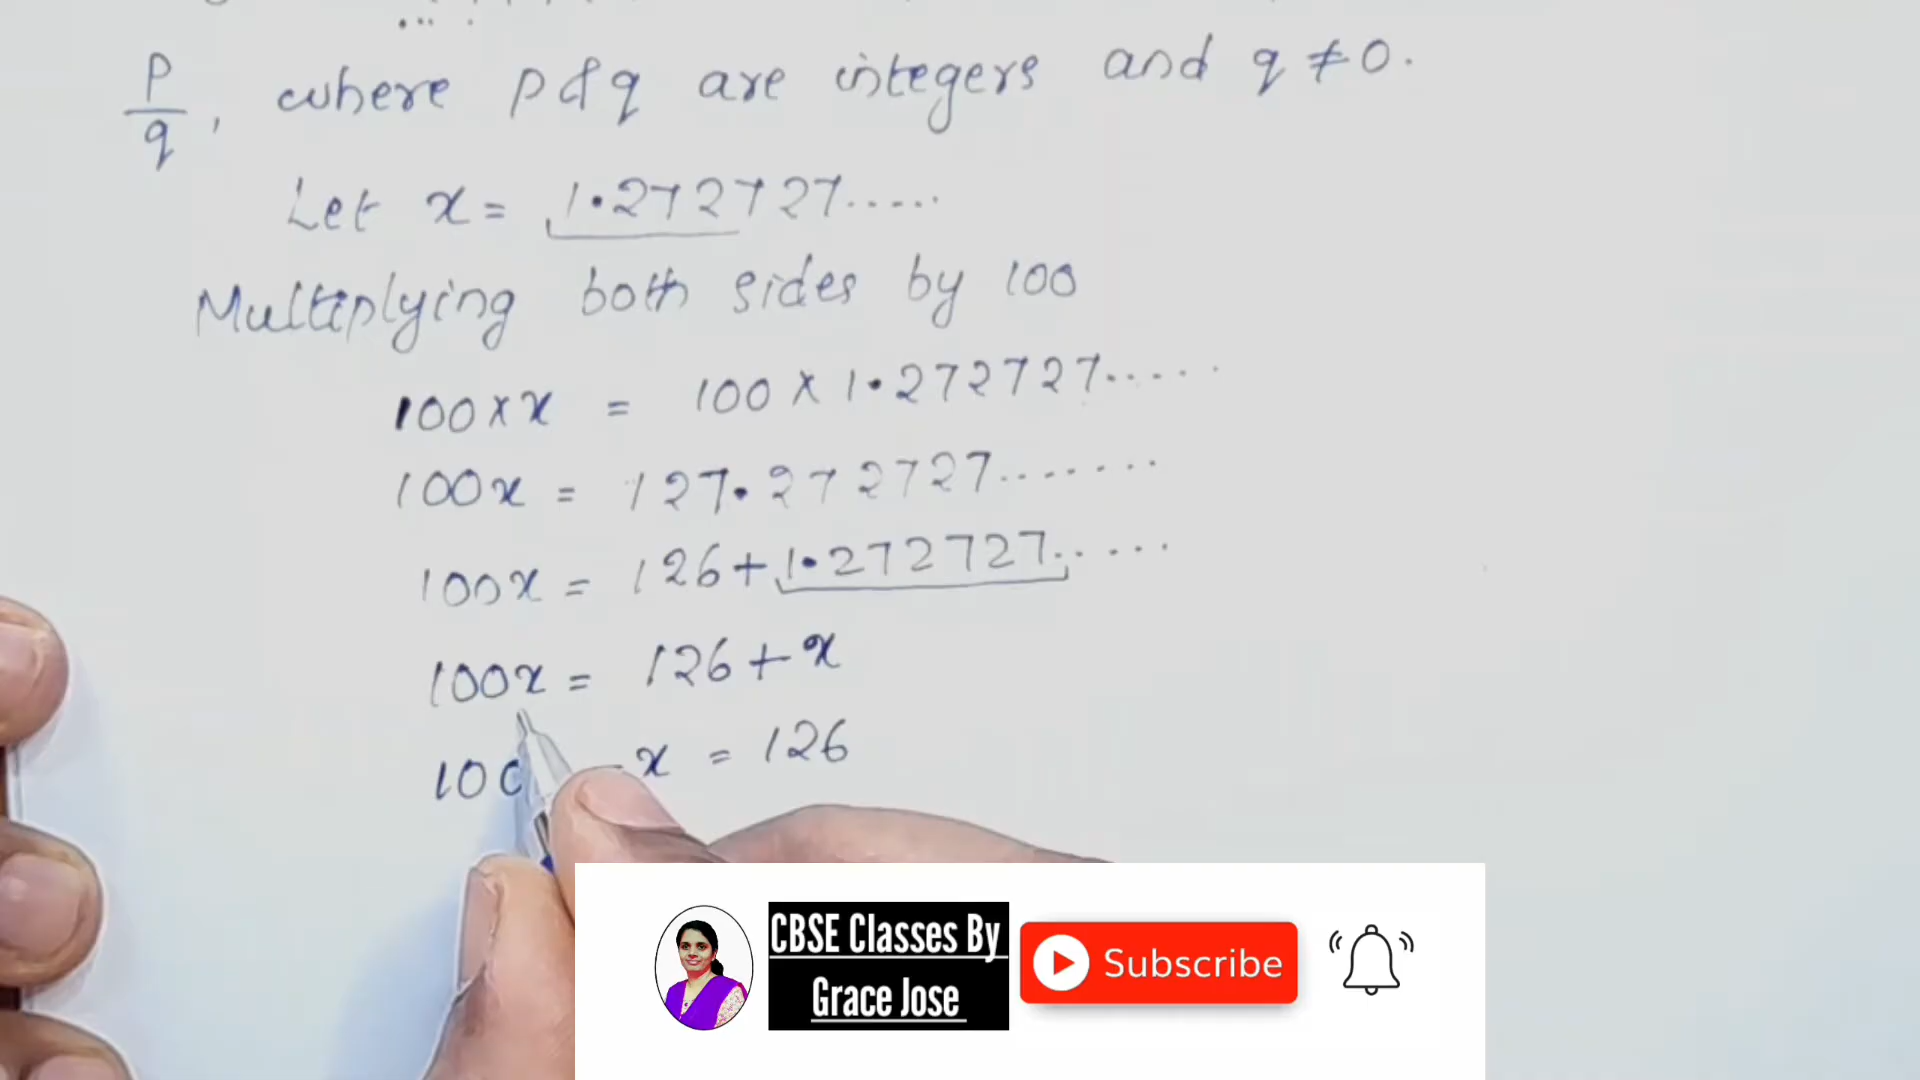 p/q, where p & q are integers and q ≠ 0.
Let x = 1.272727.....
Multiplying both sides by 100
100 × x = 100 × 1.272727.....
100x = 127.272727.......
100x = 126 + 1.272727.....
100x = 126 + x
100 - x = 126
CBSE Classes By
Grace Jose
Subscribe